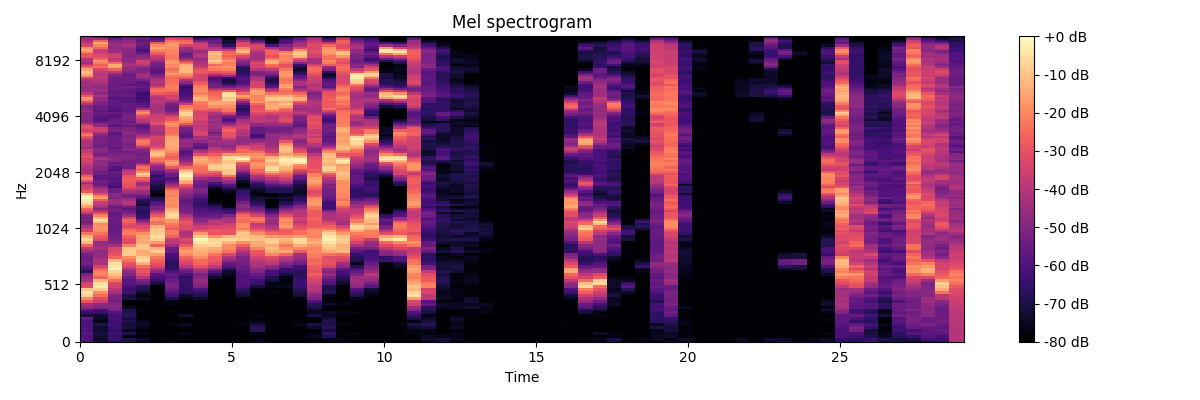 Mel spectrogram
Hz
8192
4096
2048
1024
512
0
0 5 10 15 20 25
Time
+0 dB
-10 dB
-20 dB
-30 dB
-40 dB
-50 dB
-60 dB
-70 dB
-80 dB